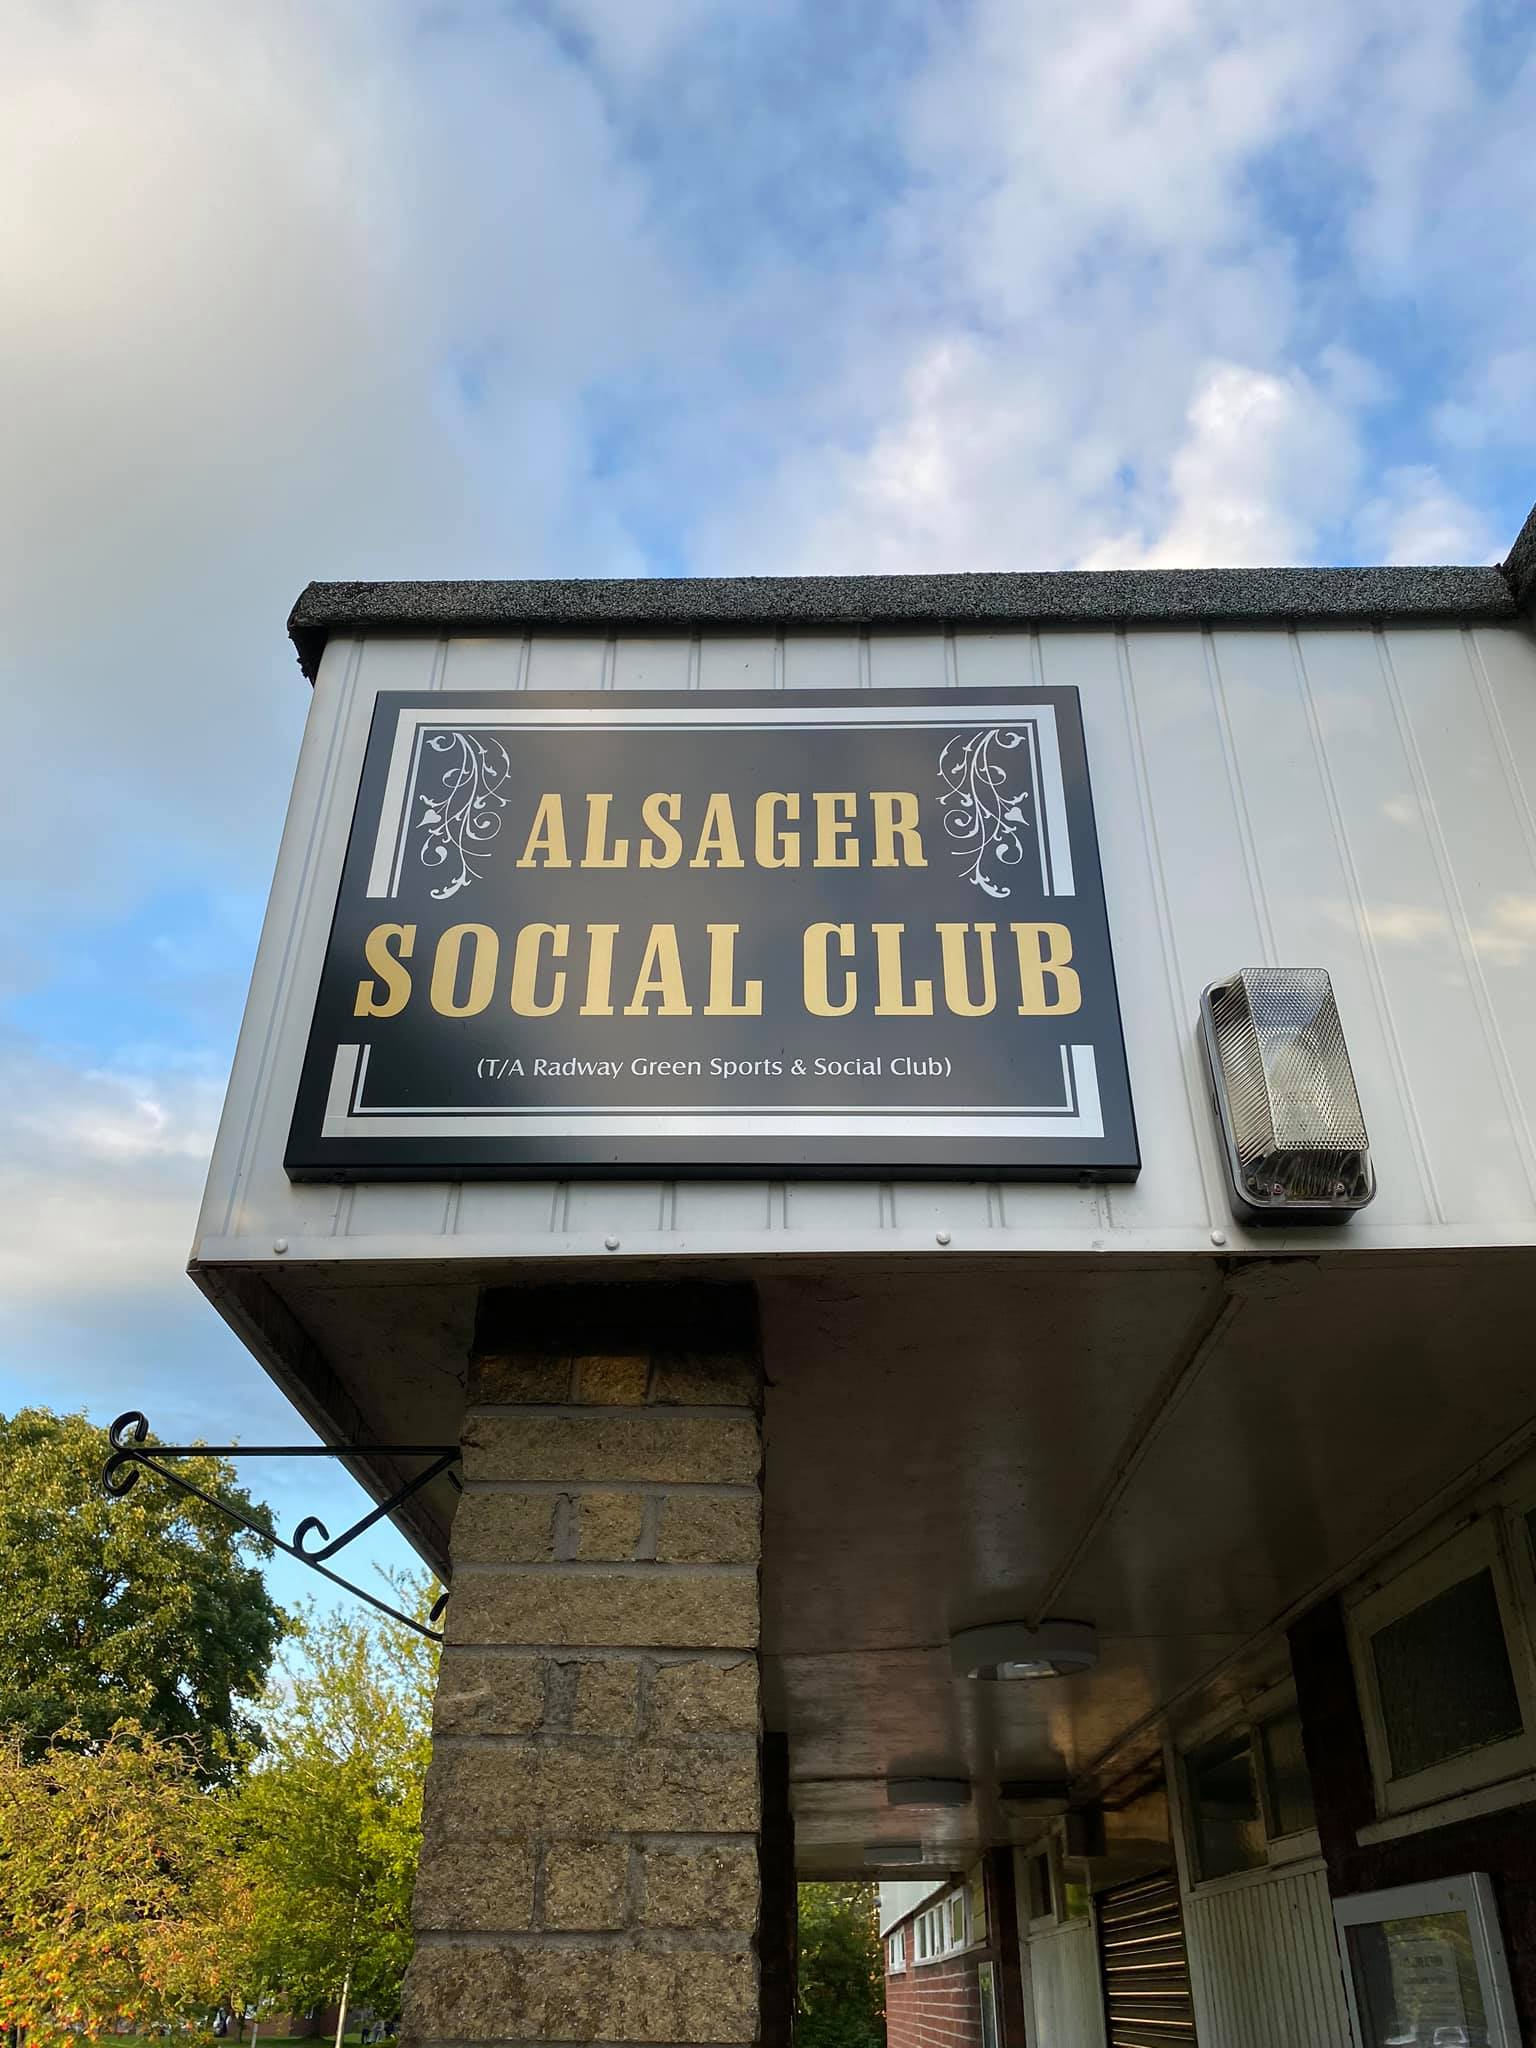 ALSAGER
SOCIAL CLUB
(T/A Radway Green Sports & Social Club)